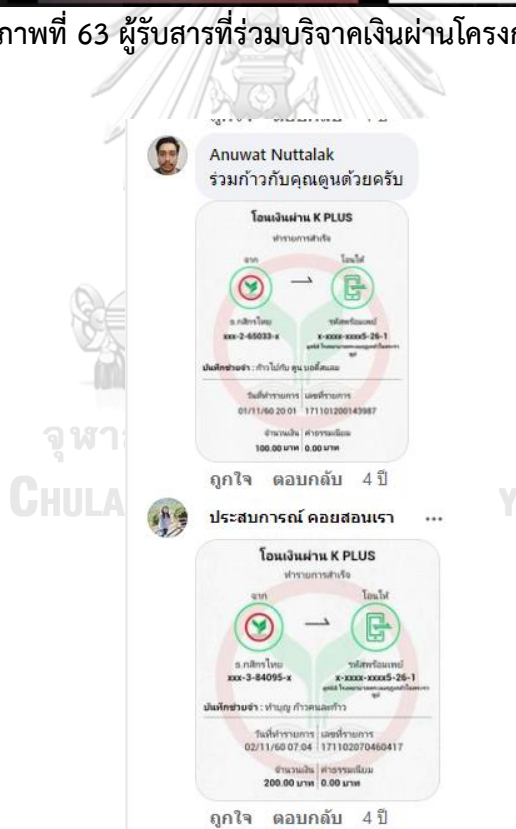 ภาพที่ 63 ผู้รับสารที่ร่วมบริจาคเงินผ่านโครงก
Anuwat Nuttalak
ร่วมก้าวกับคุณตูนด้วยครับ
โอนเงินผ่าน K PLUS
ทำรายการสำเร็จ
จาก โอนให้
ธ.กสิกรไทย รหัสพร้อมเพย์
xxx-2-65033-x x-xxxx-xxxx5-26-1
บันทึกช่วยจำ : ก้าวไปกับ ตูน บอดี้สแลม
วันที่ทำรายการ เลขที่รายการ
01/11/60 20:01 171101200143987
จำนวนเงิน ค่าธรรมเนียม
100.00 บาท 0.00 บาท
ถูกใจ ตอบกลับ 4 ปี
ประสบการณ์ คอยสอนเรา ...
โอนเงินผ่าน K PLUS
ทำรายการสำเร็จ
จาก โอนให้
ธ.กสิกรไทย รหัสพร้อมเพย์
xxx-3-84095-x x-xxxx-xxxx5-26-1
บันทึกช่วยจำ : ทำบุญ ก้าวคนละก้าว
วันที่ทำรายการ เลขที่รายการ
02/11/60 07:04 171102070460417
จำนวนเงิน ค่าธรรมเนียม
200.00 บาท 0.00 บาท
ถูกใจ ตอบกลับ 4 ปี
จุฬา
CHULA